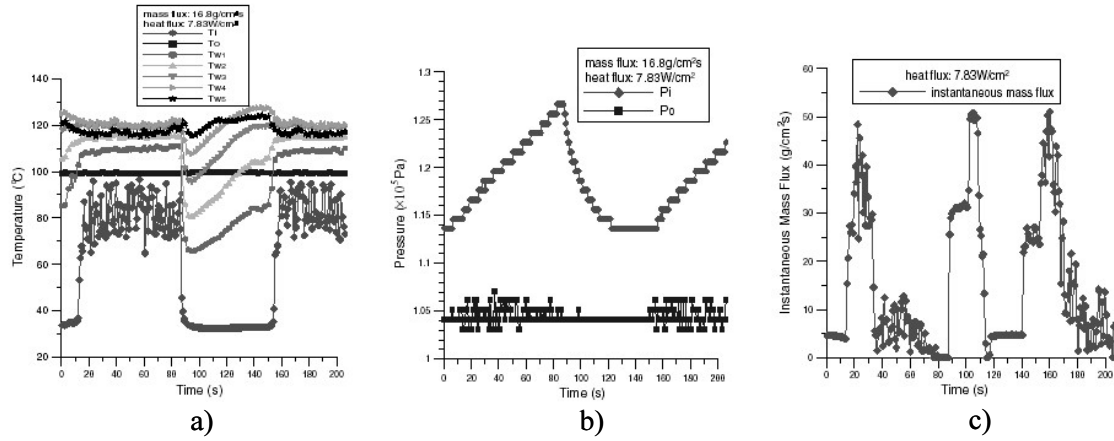 mass flux: 16.8g/cm²s
heat flux: 7.83W/cm²
Ti
To
Tw1
Tw2
Tw3
Tw4
Tw5
140
120
100
80
60
40
20
Temperature (℃)
0 20 40 60 80 100 120 140 160 180 200
Time (s)
a)
mass flux: 16.8g/cm²s
heat flux: 7.83W/cm²
Pi
Po
1.3
1.25
1.2
1.15
1.1
1.05
1
Pressure (×10⁵ Pa)
0 20 40 60 80 100 120 140 160 180 200
Time (s)
b)
heat flux: 7.83W/cm²
instantaneous mass flux
60
50
40
30
20
10
0
Instantaneous Mass Flux (g/cm²s)
0 20 40 60 80 100 120 140 160 180 200
Time (s)
c)